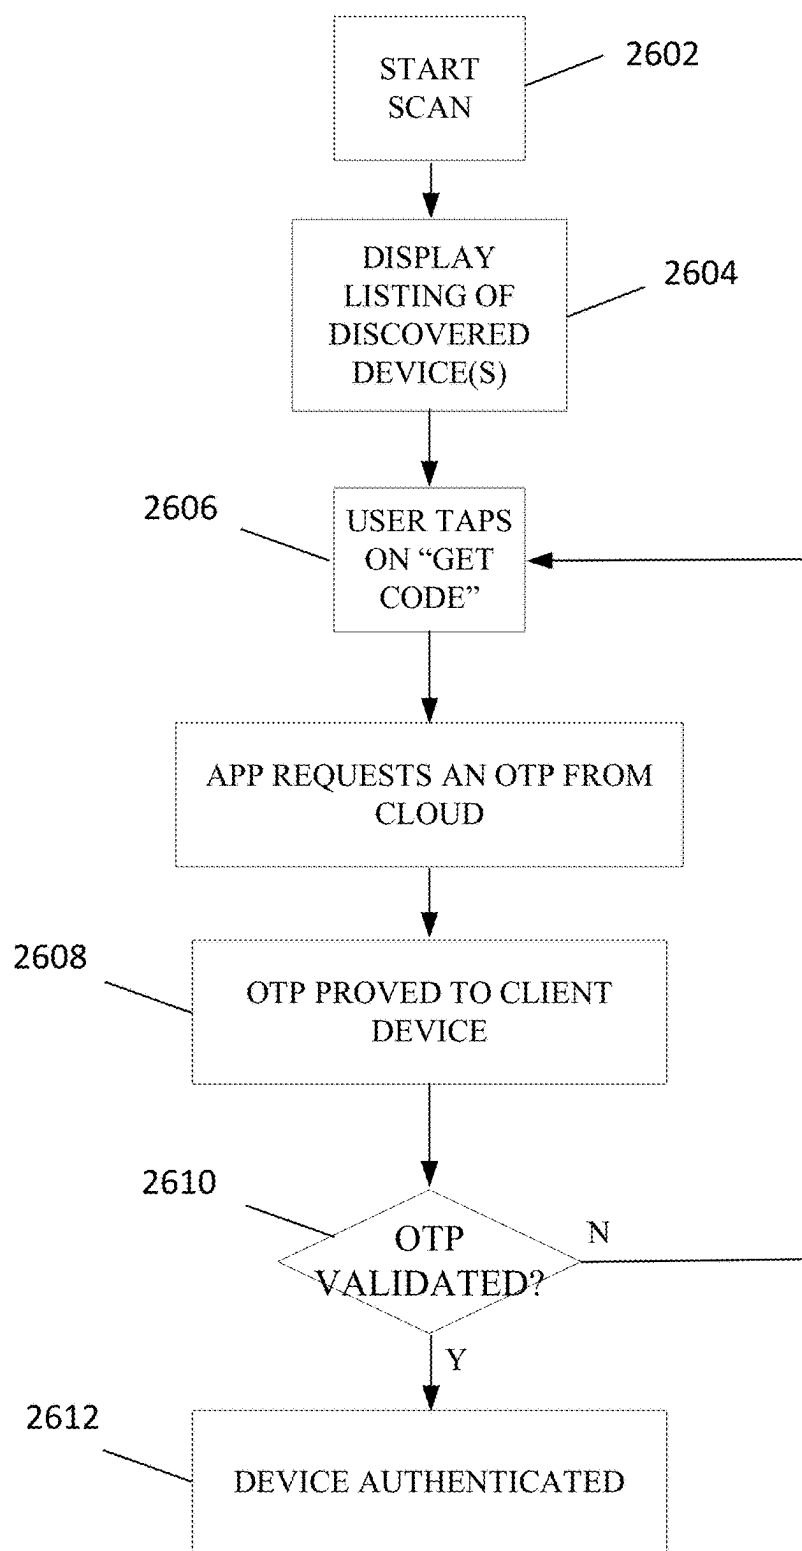 START
SCAN
2602
DISPLAY
LISTING OF
DISCOVERED
DEVICE(S)
2604
2606
USER TAPS
ON “GET
CODE”
APP REQUESTS AN OTP FROM
CLOUD
2608
OTP PROVED TO CLIENT
DEVICE
2610
OTP
VALIDATED?
N
Y
2612
DEVICE AUTHENTICATED